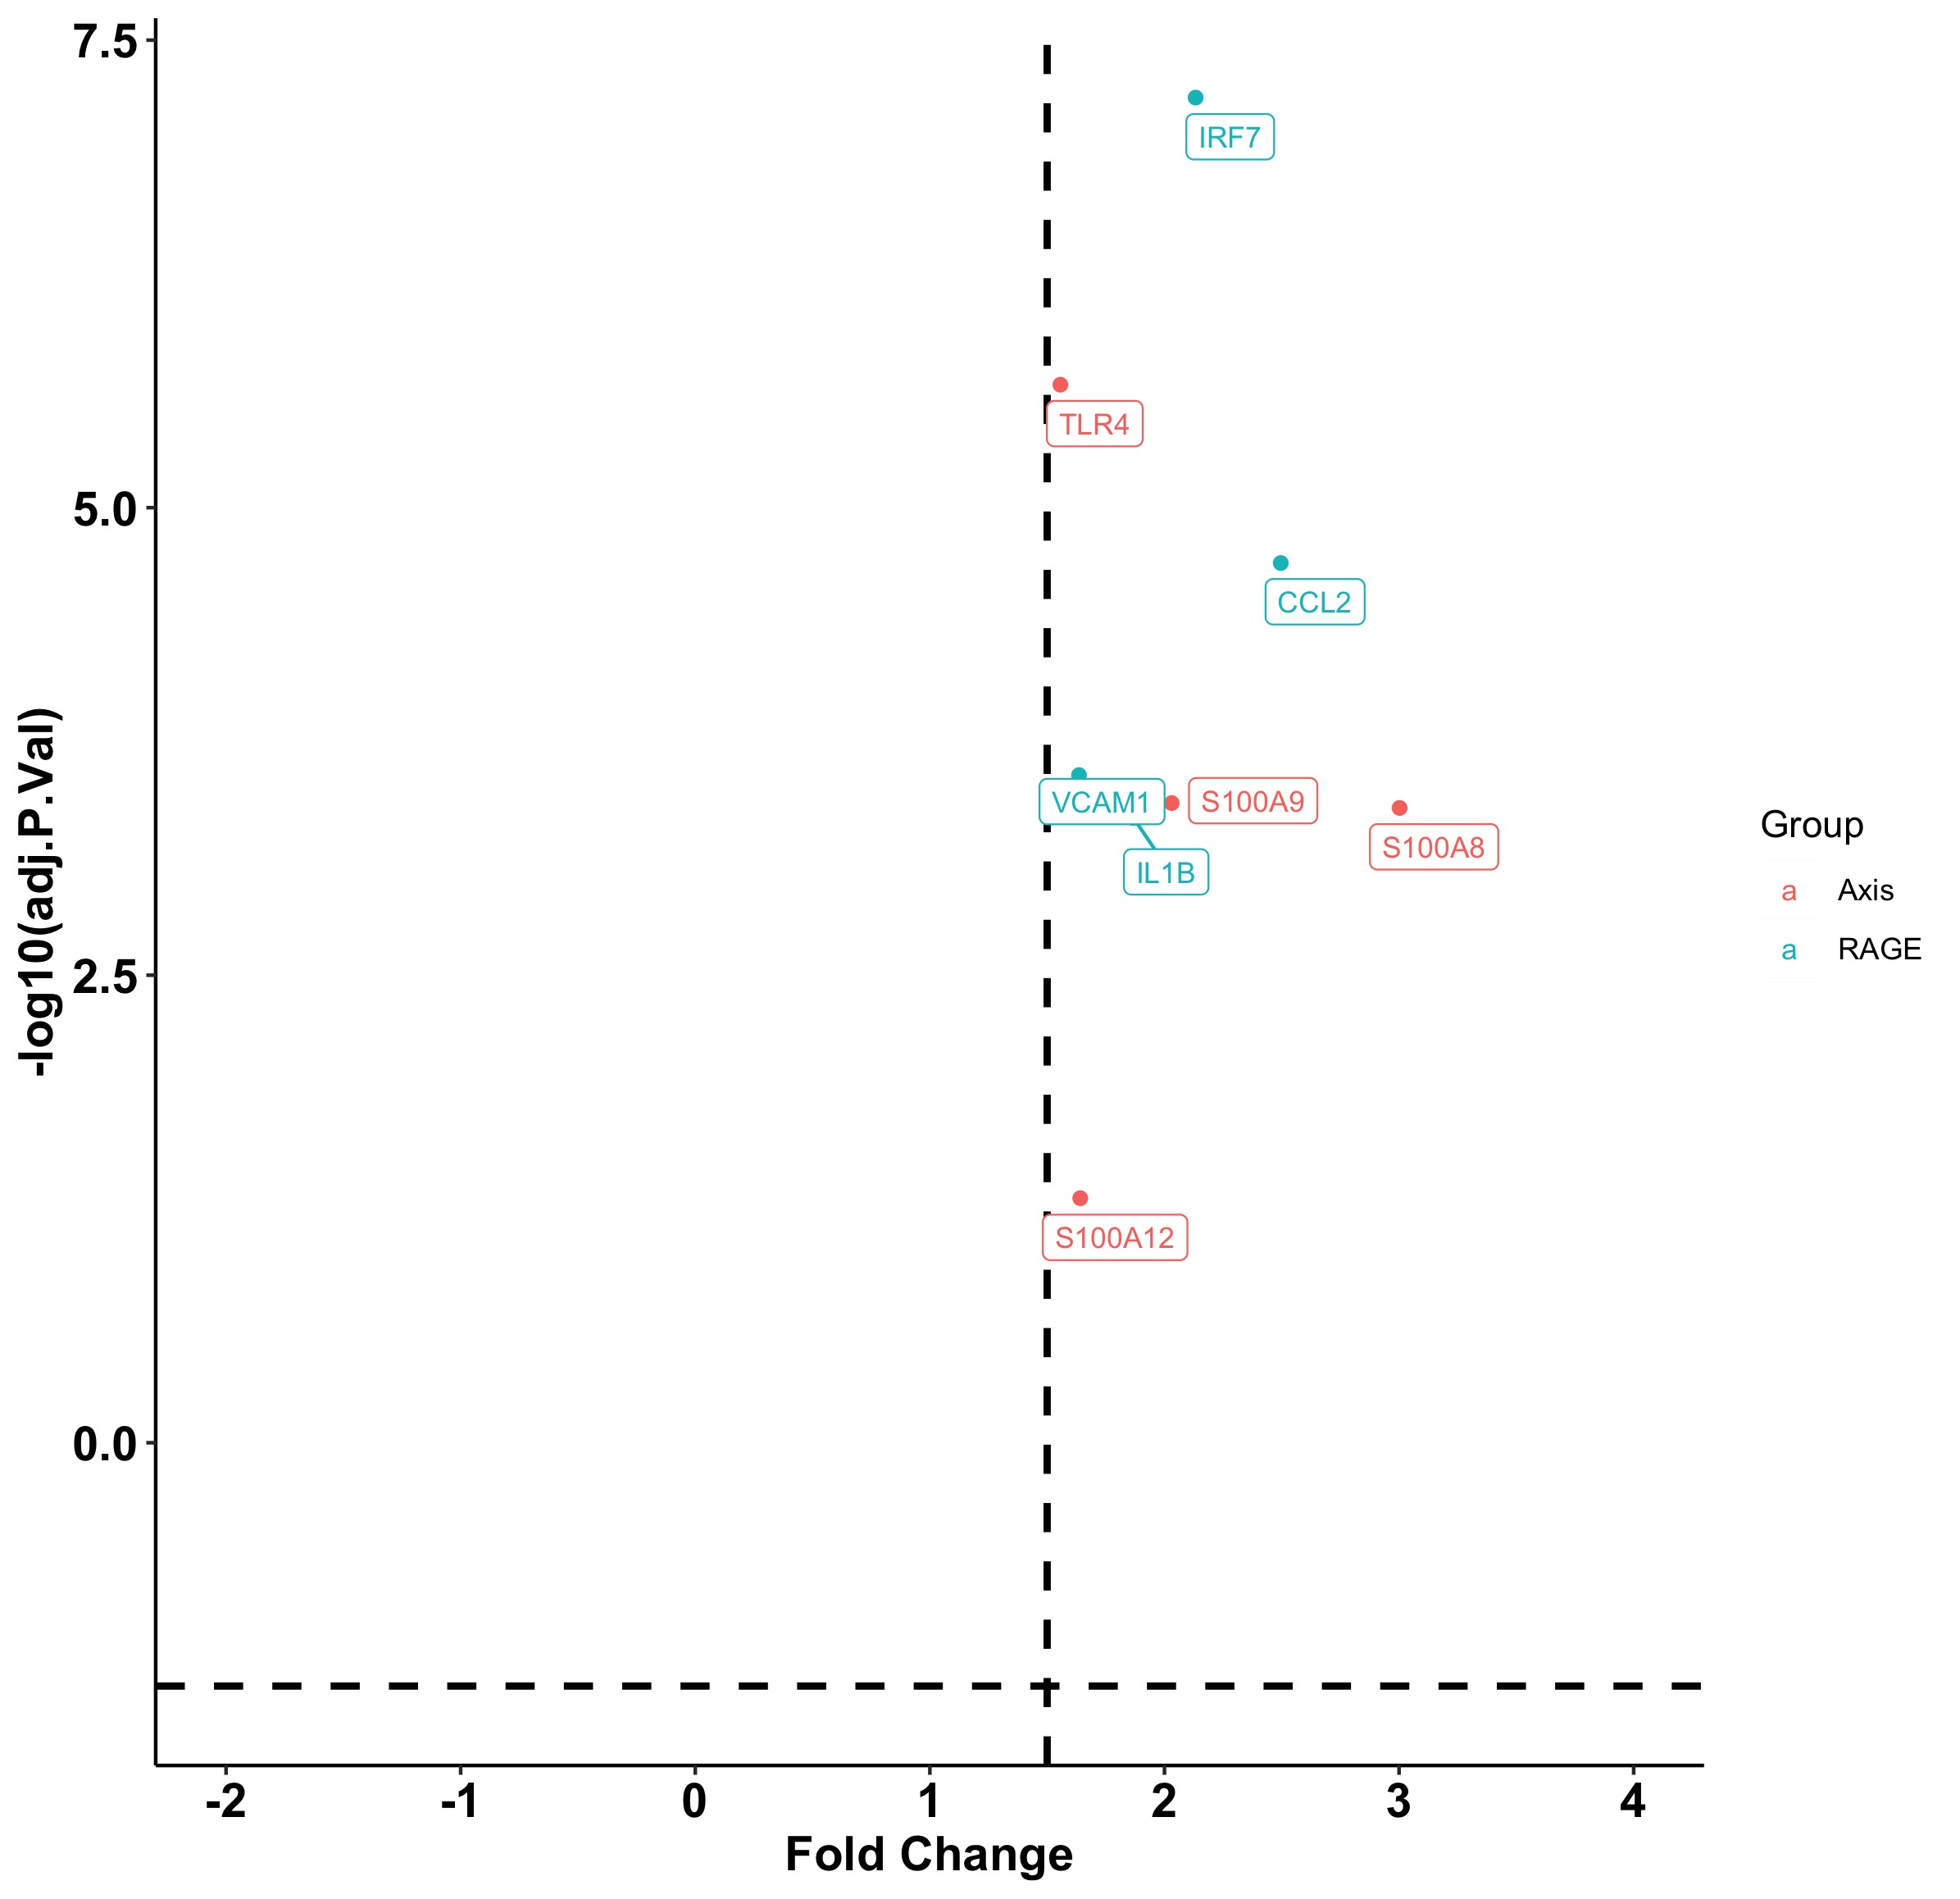 7.5
5.0
2.5
0.0
-log10(adj.P.Val)
IRF7
TLR4
CCL2
VCAM1
S100A9
S100A8
IL1B
S100A12
-2
-1
0
1
2
3
4
Fold Change
Group
a Axis
a RAGE